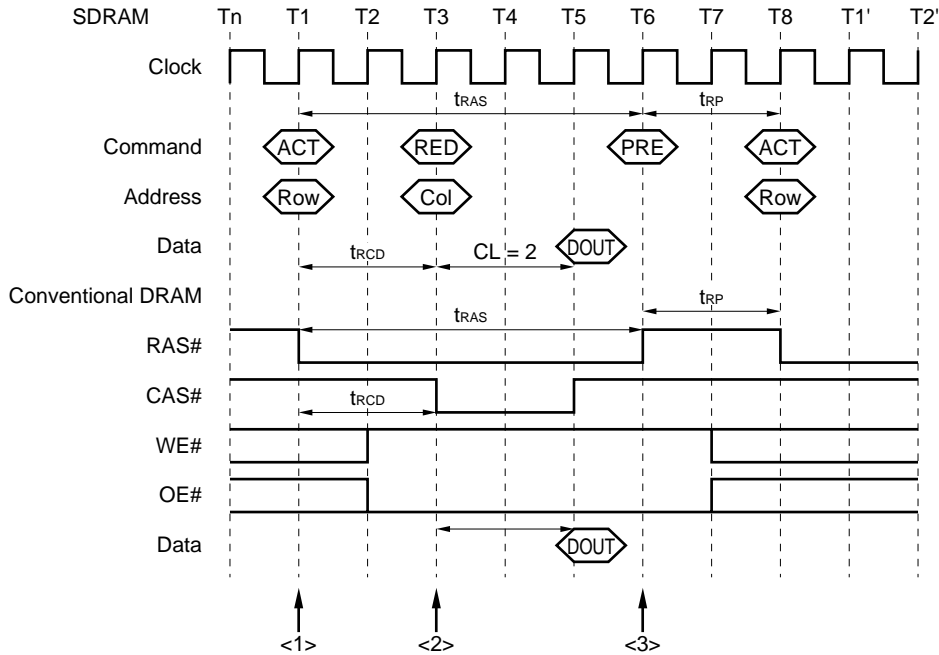 SDRAM Tn T1 T2 T3 T4 T5 T6 T7 T8 T1' T2'
Clock
tRAS tRP
Command ACT RED PRE ACT
Address Row Col Row
Data DOUT
tRCD CL = 2
Conventional DRAM tRP
tRAS
RAS#
CAS#
tRCD
WE#
OE#
Data DOUT
<1> <2> <3>